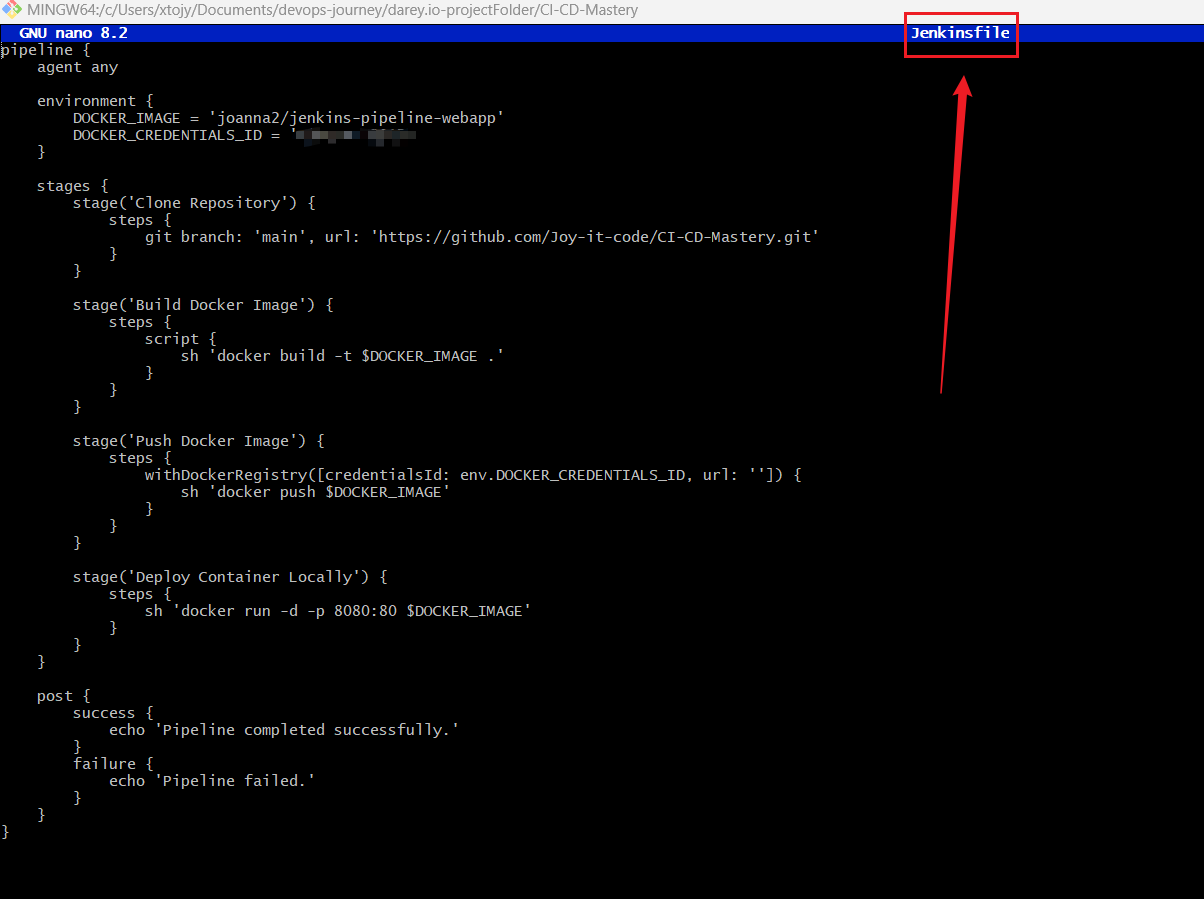 MINGW64:/c/Users/xtojy/Documents/devops-journey/darey.io-projectFolder/CI-CD-Mastery
GNU nano 8.2 Jenkinsfile
pipeline {
    agent any

    environment {
        DOCKER_IMAGE = 'joanna2/jenkins-pipeline-webapp'
        DOCKER_CREDENTIALS_ID = '
    }

    stages {
        stage('Clone Repository') {
            steps {
                git branch: 'main', url: 'https://github.com/Joy-it-code/CI-CD-Mastery.git'
            }
        }

        stage('Build Docker Image') {
            steps {
                script {
                    sh 'docker build -t $DOCKER_IMAGE .'
                }
            }
        }

        stage('Push Docker Image') {
            steps {
                withDockerRegistry([credentialsId: env.DOCKER_CREDENTIALS_ID, url: '']) {
                    sh 'docker push $DOCKER_IMAGE'
                }
            }
        }

        stage('Deploy Container Locally') {
            steps {
                sh 'docker run -d -p 8080:80 $DOCKER_IMAGE'
            }
        }
    }

    post {
        success {
            echo 'Pipeline completed successfully.'
        }
        failure {
            echo 'Pipeline failed.'
        }
    }
}